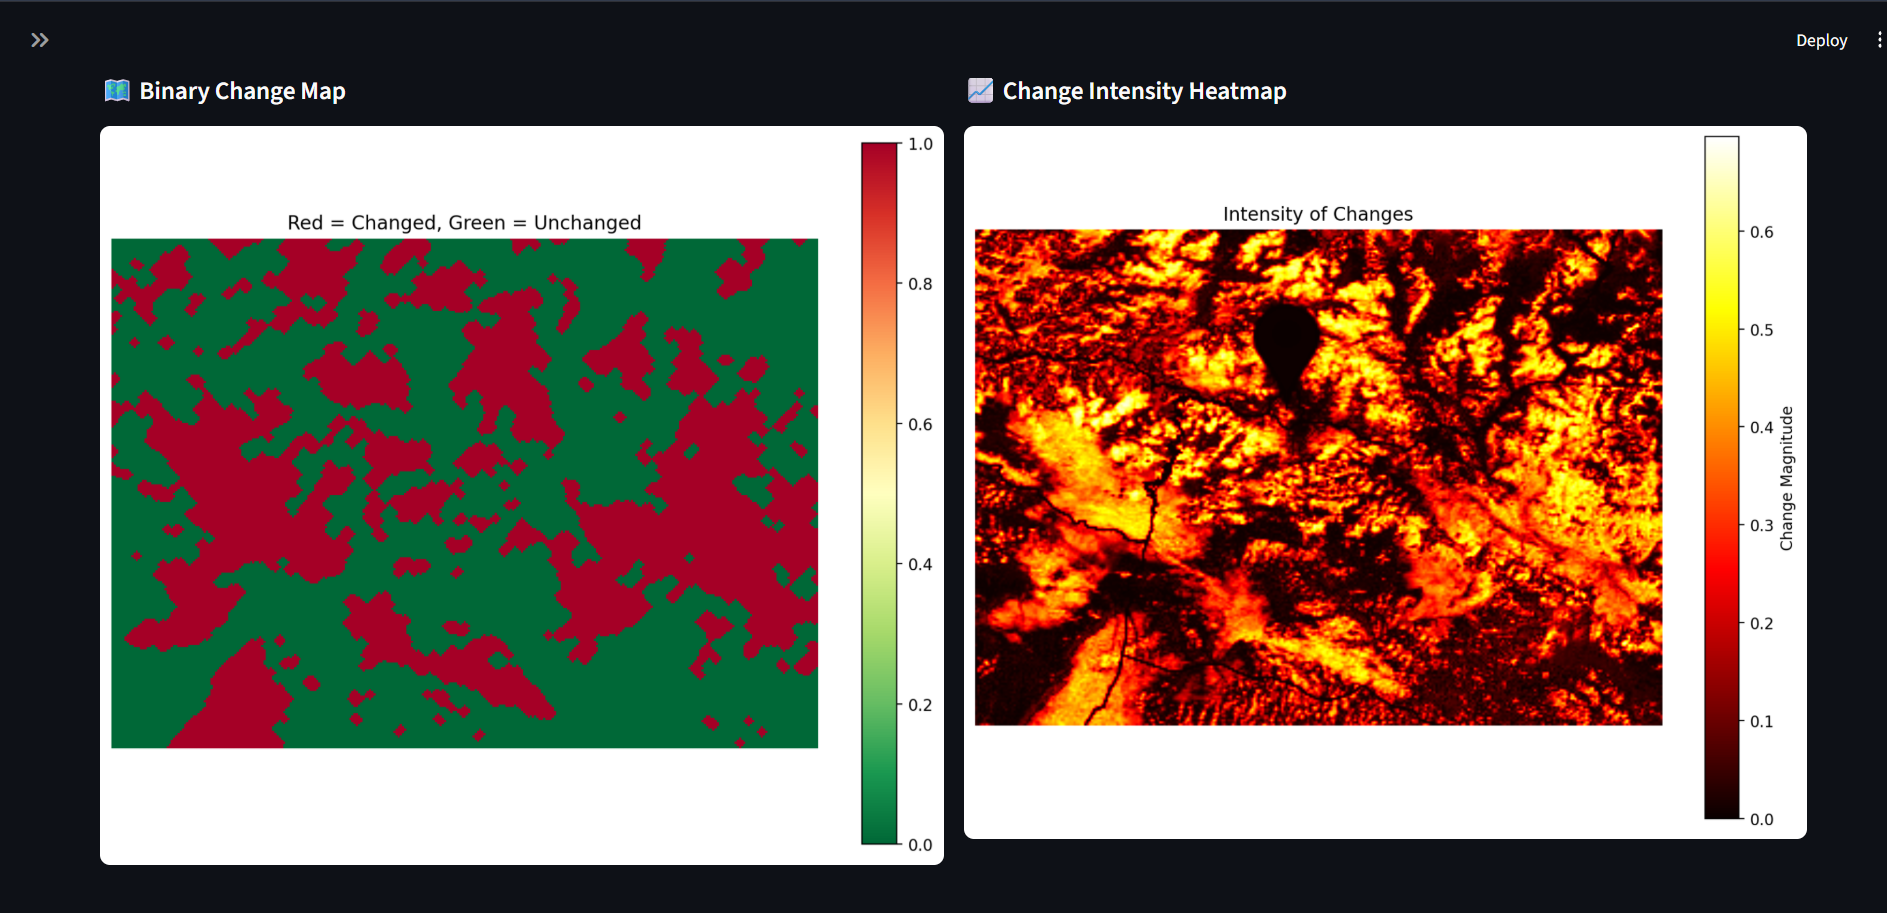 Deploy
Binary Change Map
Change Intensity Heatmap
Red = Changed, Green = Unchanged
1.0
0.8
0.6
0.4
0.2
0.0
Intensity of Changes
0.6
0.5
0.4
0.3
0.2
0.1
0.0
Change Magnitude